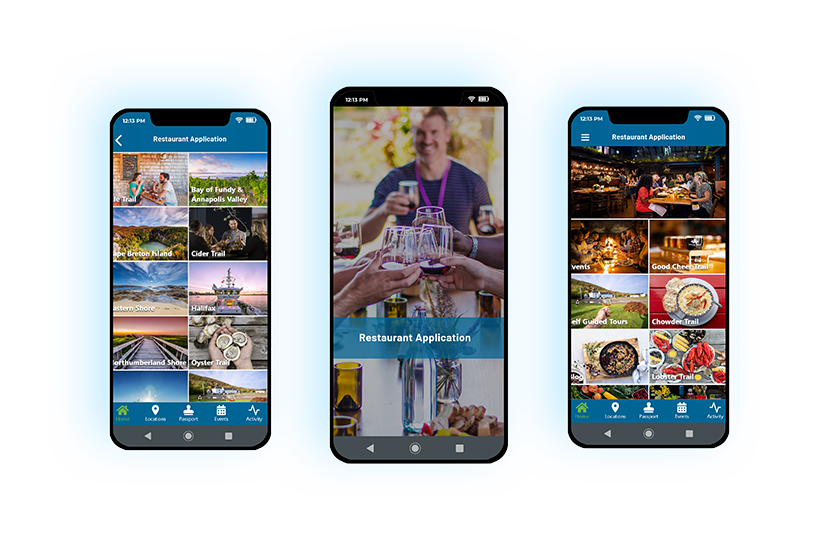 12:13 PM
Restaurant Application
le Trail
Bay of Fundy &
Annapolis Valley
ape Breton Island
Cider Trail
astern Shore
Halifax
orthumberland Shore
Oyster Trail
Home
Locations
Passport
Events
Activity
12:13 PM
Restaurant Application
12:13 PM
Restaurant Application
vents
Good Cheer Trail
elf Guided Tours
Chowder Trail
Blog
Lobster Trail
Home
Locations
Passport
Events
Activity